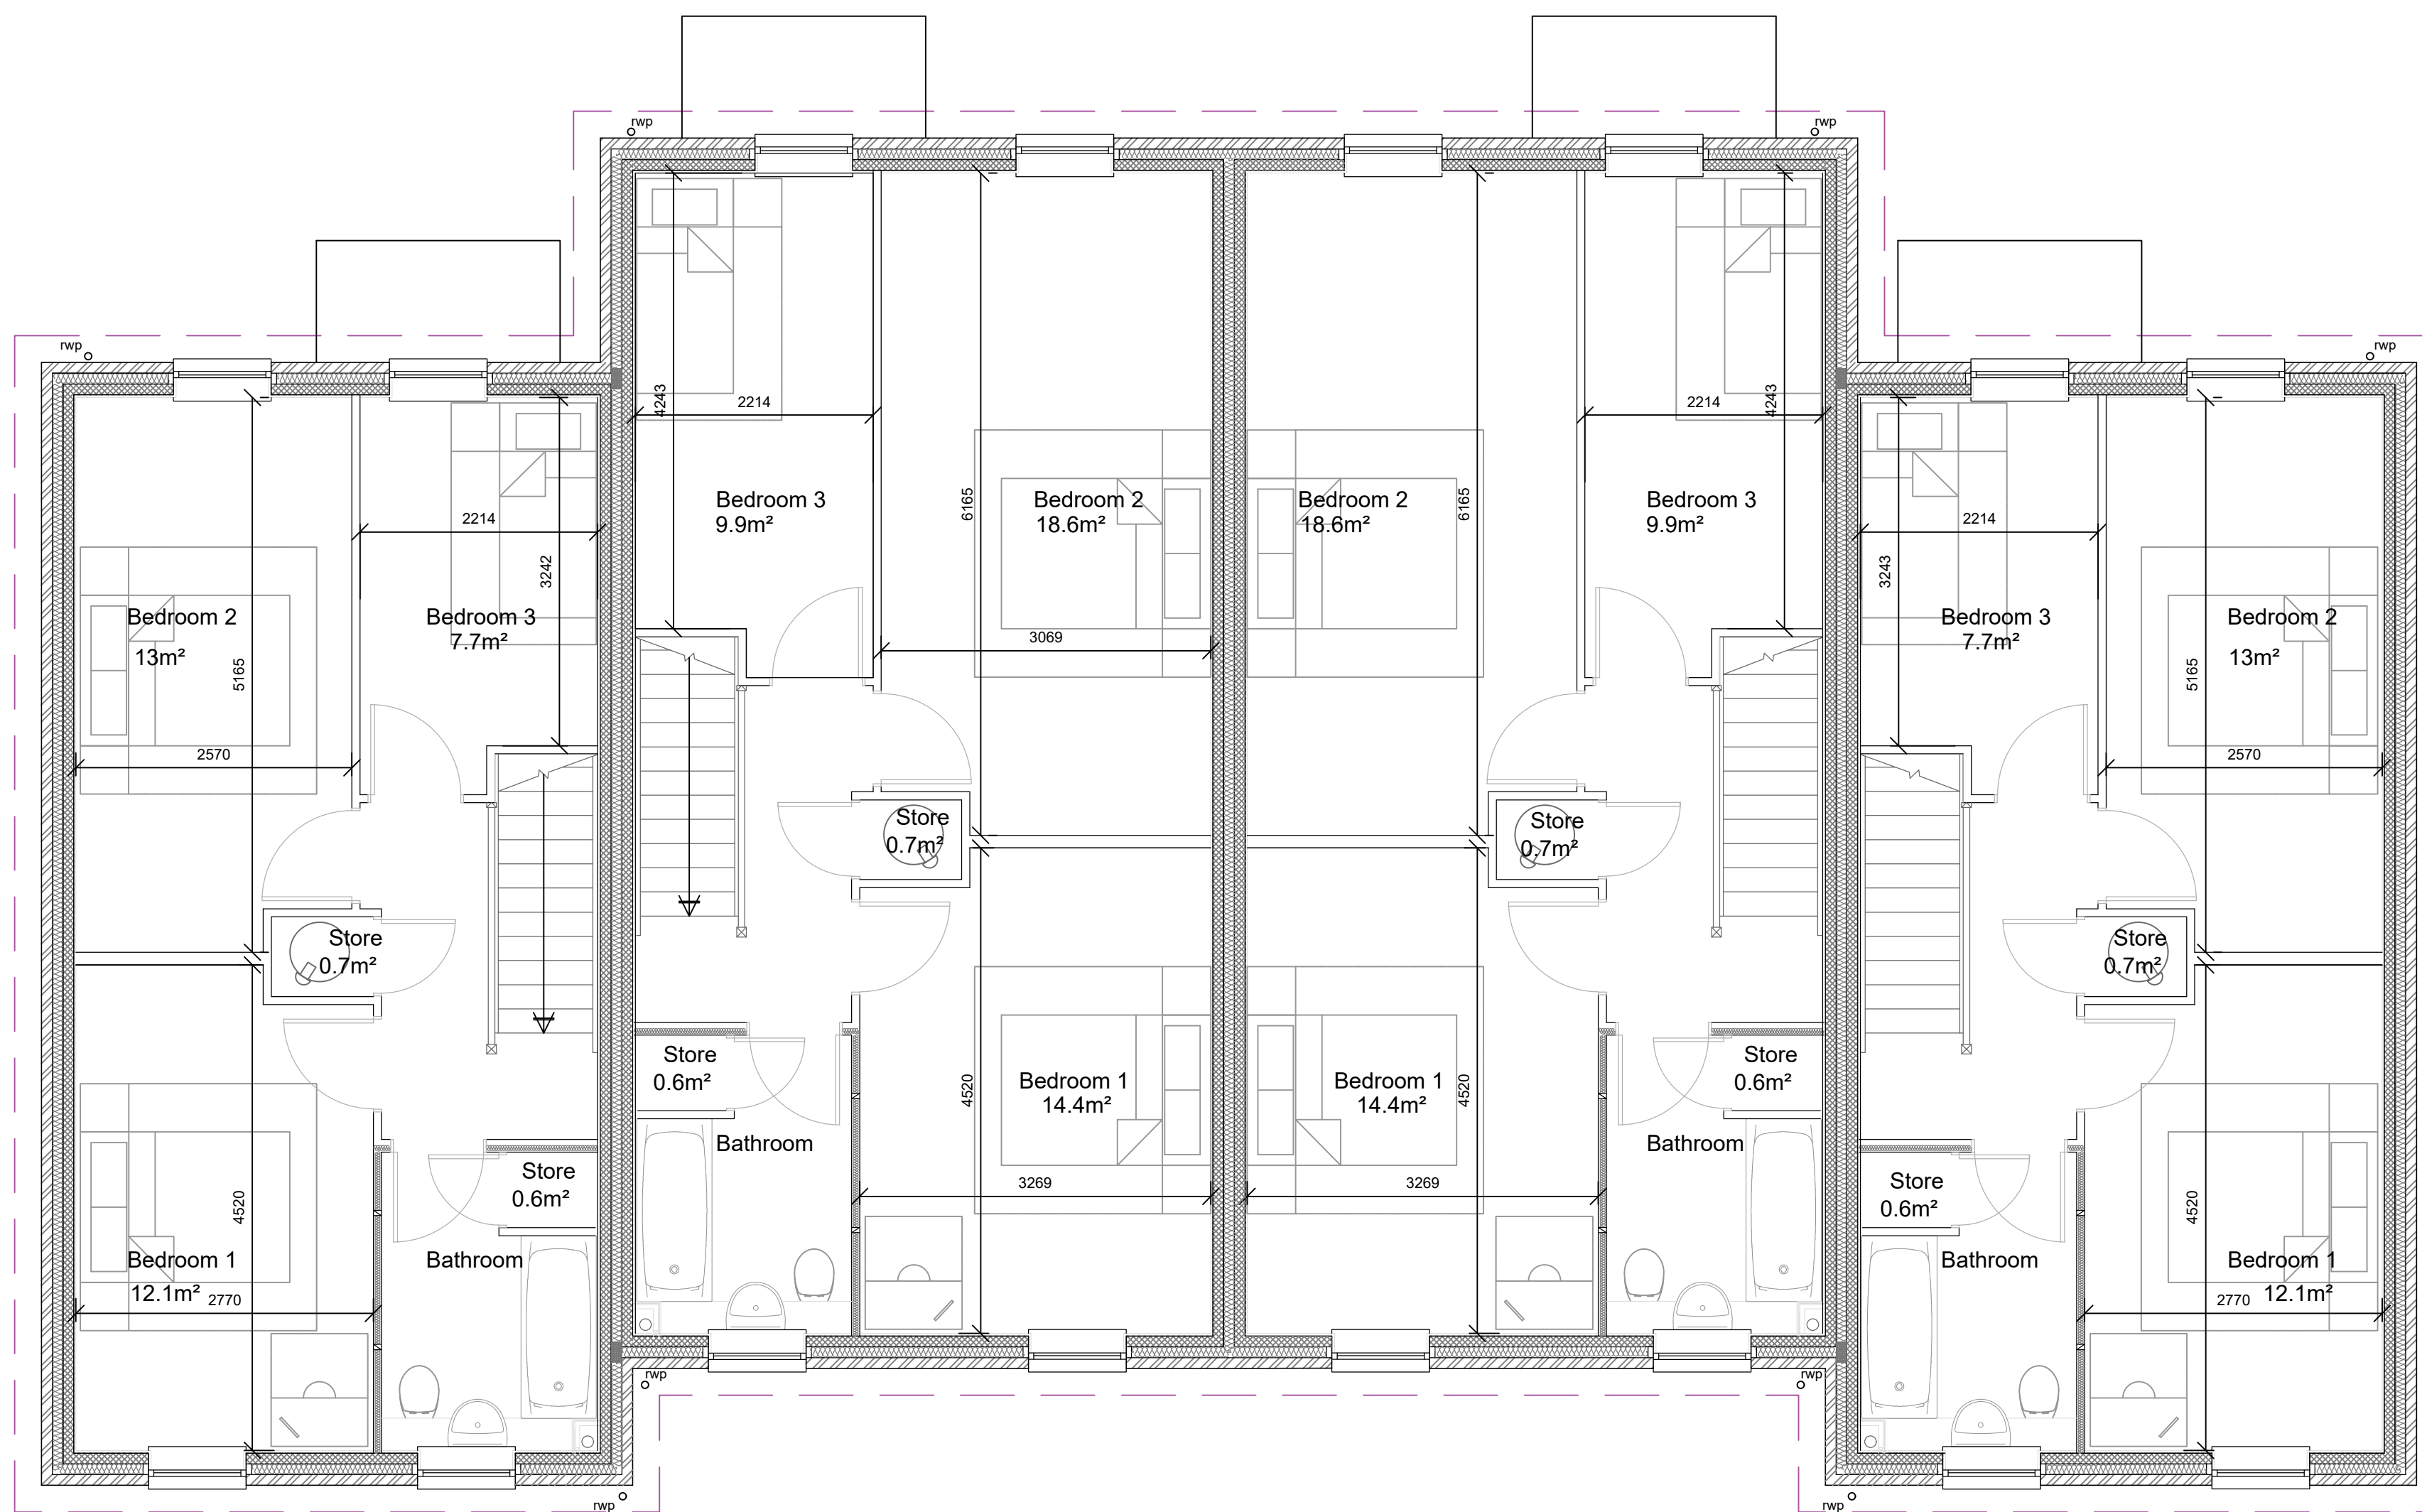 rwp
rwp
rwp
rwp
4243
2214
2214
4243
Bedroom 3
9.9m²
6165
Bedroom 2
18.6m²
Bedroom 2
18.6m²
6165
Bedroom 3
9.9m²
2214
3242
2214
3243
Bedroom 2
13m²
5165
Bedroom 3
7.7m²
3069
Bedroom 3
7.7m²
Bedroom 2
13m²
5165
2570
2570
Store
0.7m²
Store
0.7m²
Store
0.7m²
Store
0.7m²
Store
0.6m²
4520
Bedroom 1
14.4m²
Bedroom 1
14.4m²
4520
Store
0.6m²
Bathroom
Bathroom
Store
0.6m²
4520
3269
3269
Store
0.6m²
4520
Bedroom 1
12.1m²
2770
Bathroom
Bathroom
Bedroom 1
12.1m²
2770
rwp
rwp
rwp
rwp